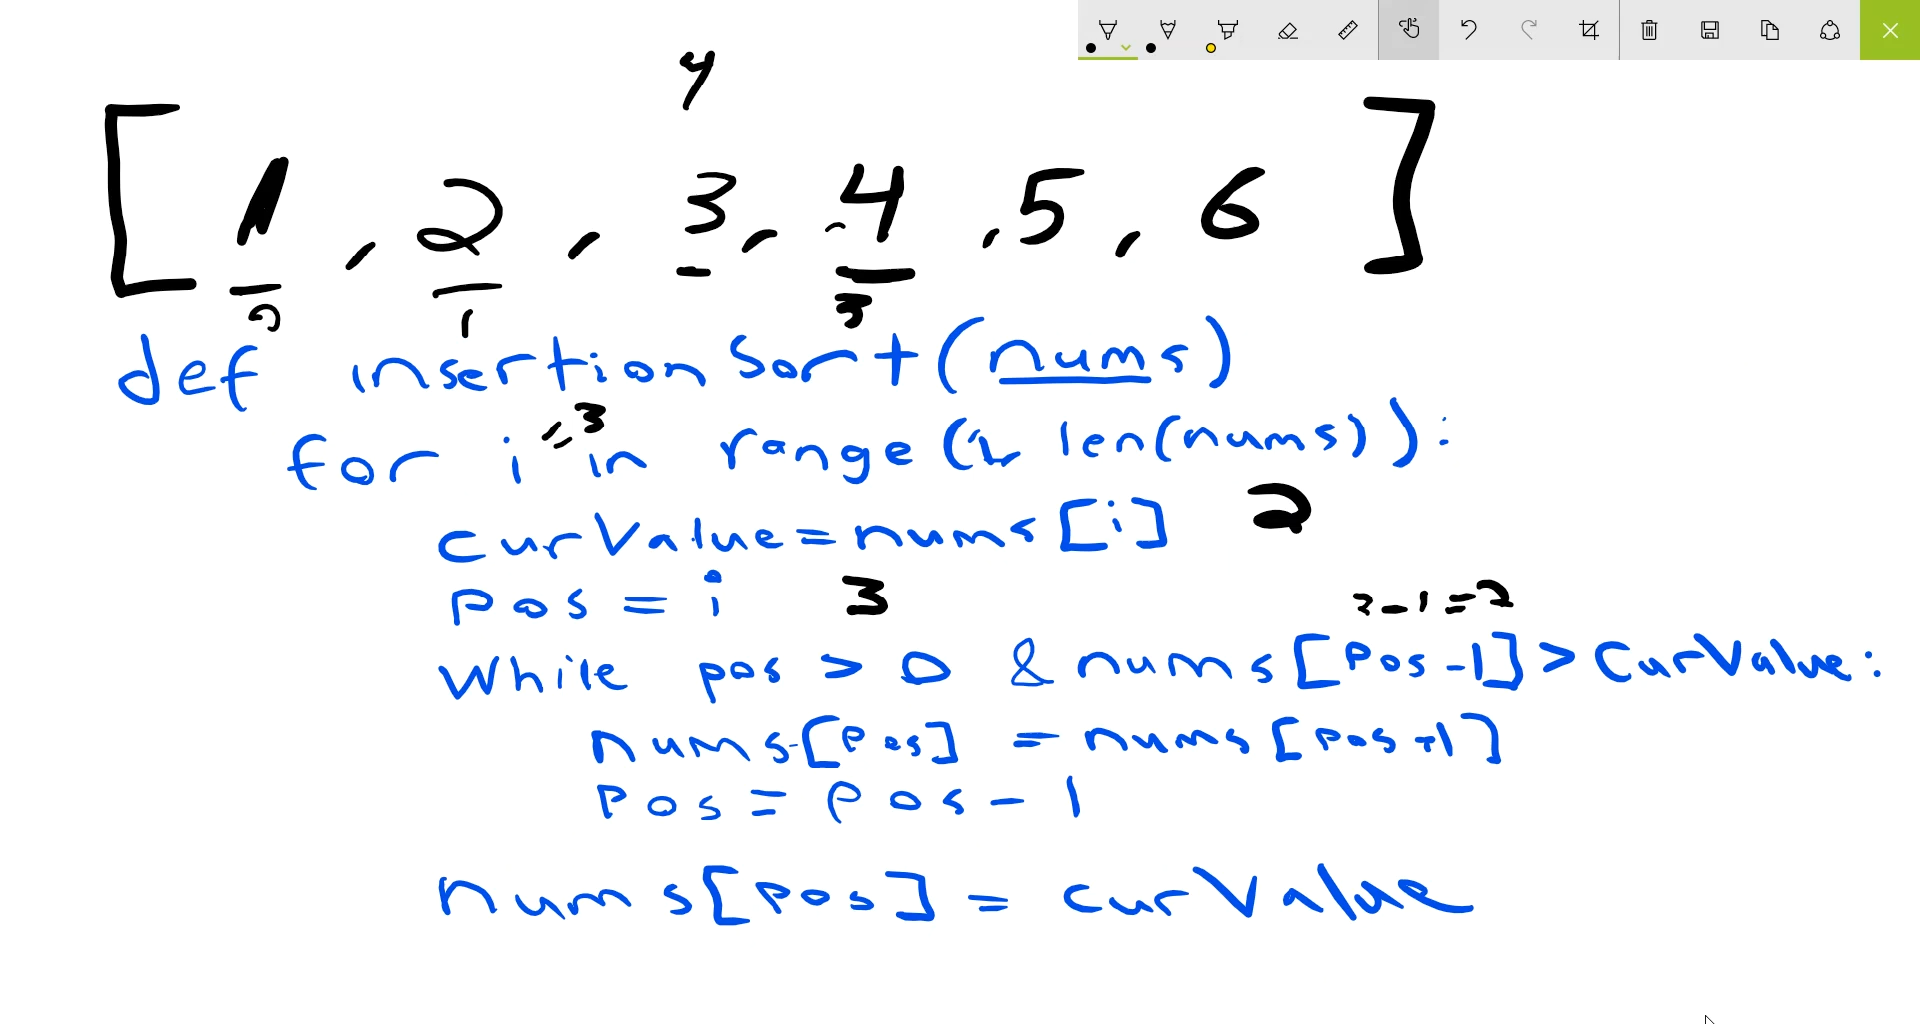 4
[ 1 , 2 , 3 , 4 , 5 , 6 ]
0 1 3
def insertionSort(nums)
=3
for i in range(1, len(nums)):
curValue = nums[i] 2
pos = i 3
3-1=2
While pos > 0 & nums[pos-1] > CurValue:
nums[pos] = nums[pos+1]
Pos = Pos - 1
nums[pos] = curValue